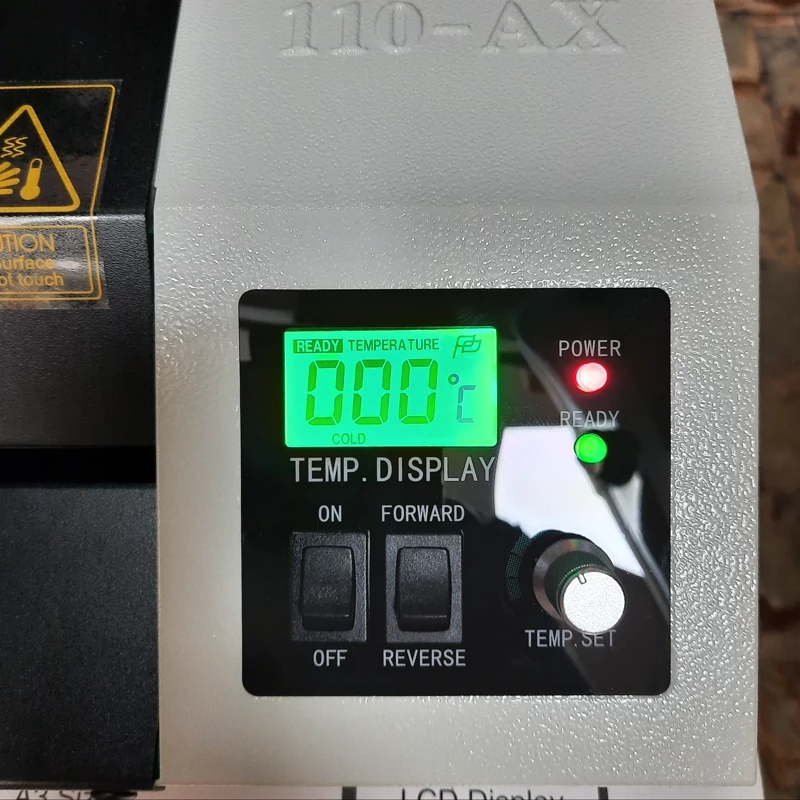 110-AX
UTION
surface
ot touch
READY TEMPERATURE
000°C
COLD
TEMP. DISPLAY
POWER
READY
ON FORWARD
OFF REVERSE
TEMP. SET
LCD Display